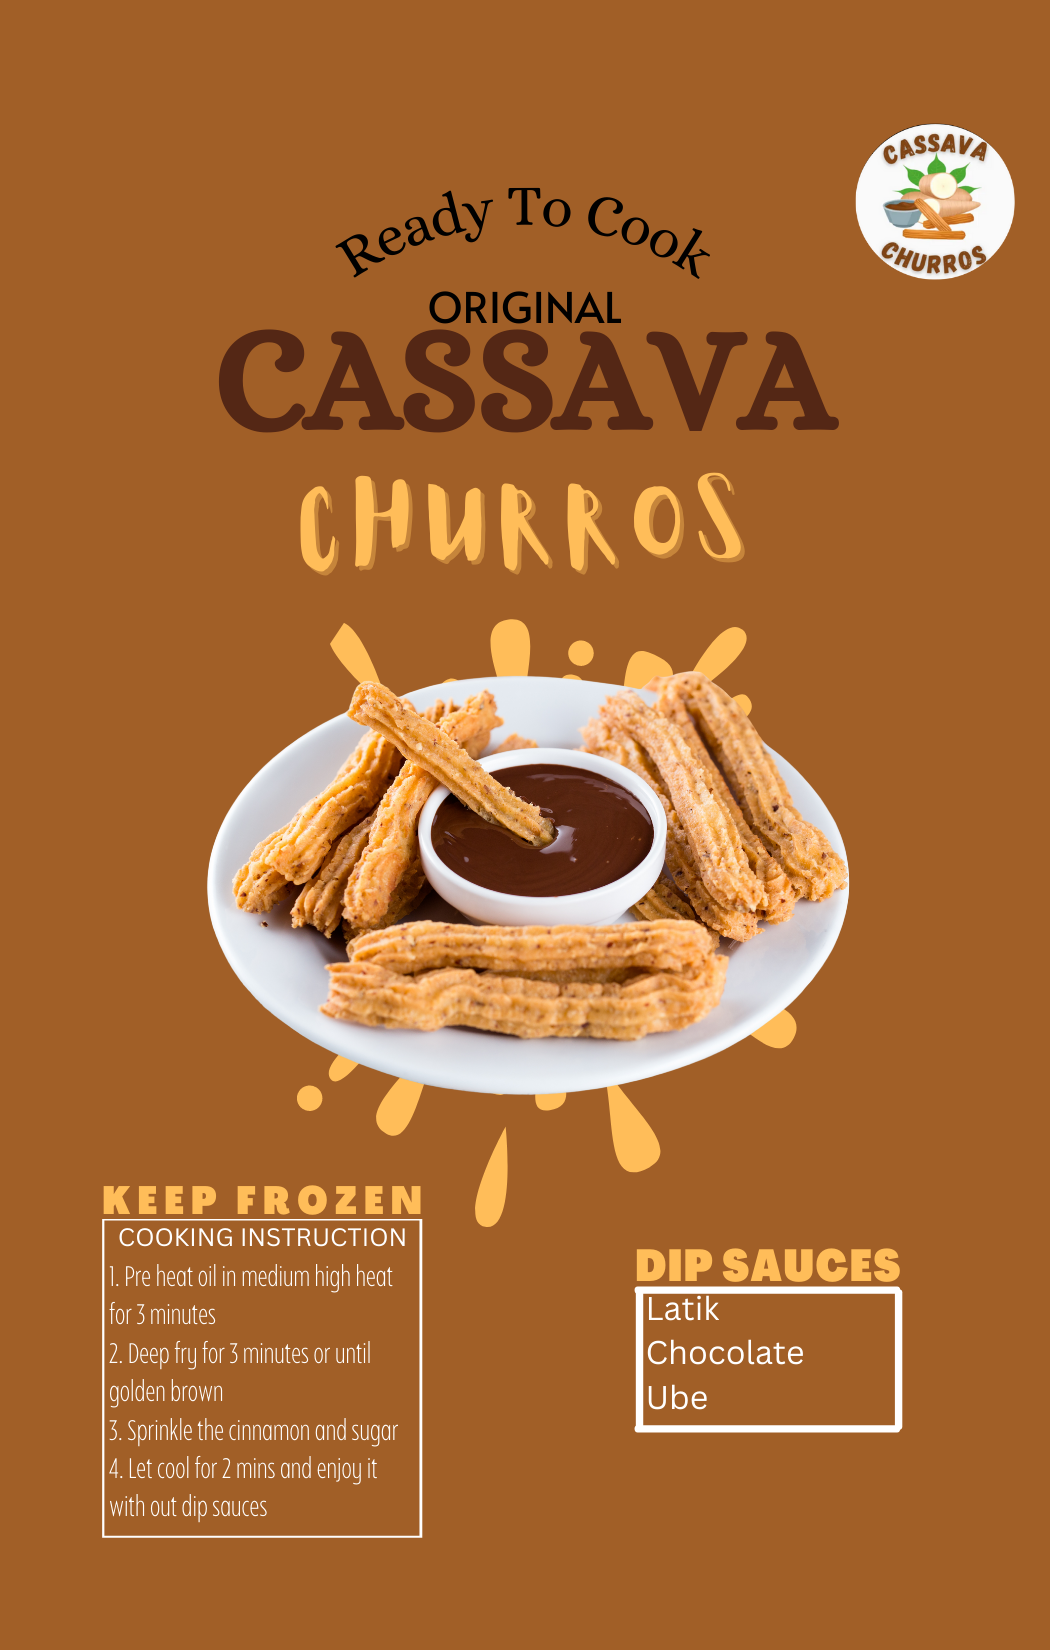 CASSAVA
CHURROS
Ready To Cook
ORIGINAL
CASSAVA
CHURROS
KEEP FROZEN
COOKING INSTRUCTION
1. Pre heat oil in medium high heat
for 3 minutes
2. Deep fry for 3 minutes or until
golden brown
3. Sprinkle the cinnamon and sugar
4. Let cool for 2 mins and enjoy it
with out dip sauces
DIP SAUCES
Latik
Chocolate
Ube